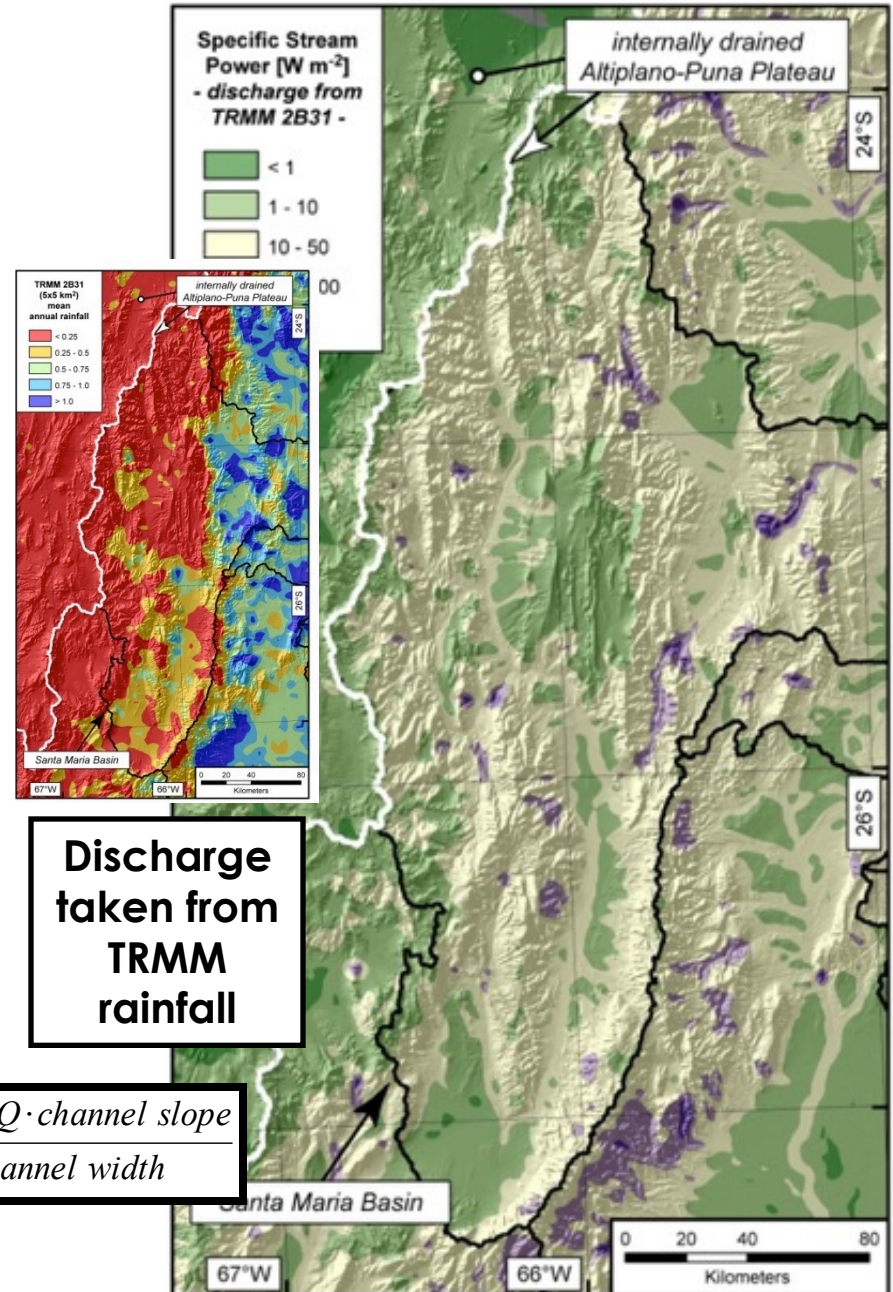 Specific Stream
Power [W m⁻²]
- discharge from
TRMM 2B31 -
< 1
1 - 10
10 - 50
00
internally drained
Altiplano-Puna Plateau
24°S
26°S
67°W
66°W
Santa Maria Basin
0 20 40 80
Kilometers
TRMM 2B31
(5x5 km²)
mean
annual rainfall
< 0.25
0.25 - 0.5
0.5 - 0.75
0.75 - 1.0
> 1.0
internally drained
Altiplano-Puna Plateau
24°S
26°S
Santa Maria Basin
67°W
66°W
0 20 40 80
Kilometers
Discharge
taken from
TRMM
rainfall
Q·channel slope
annel width